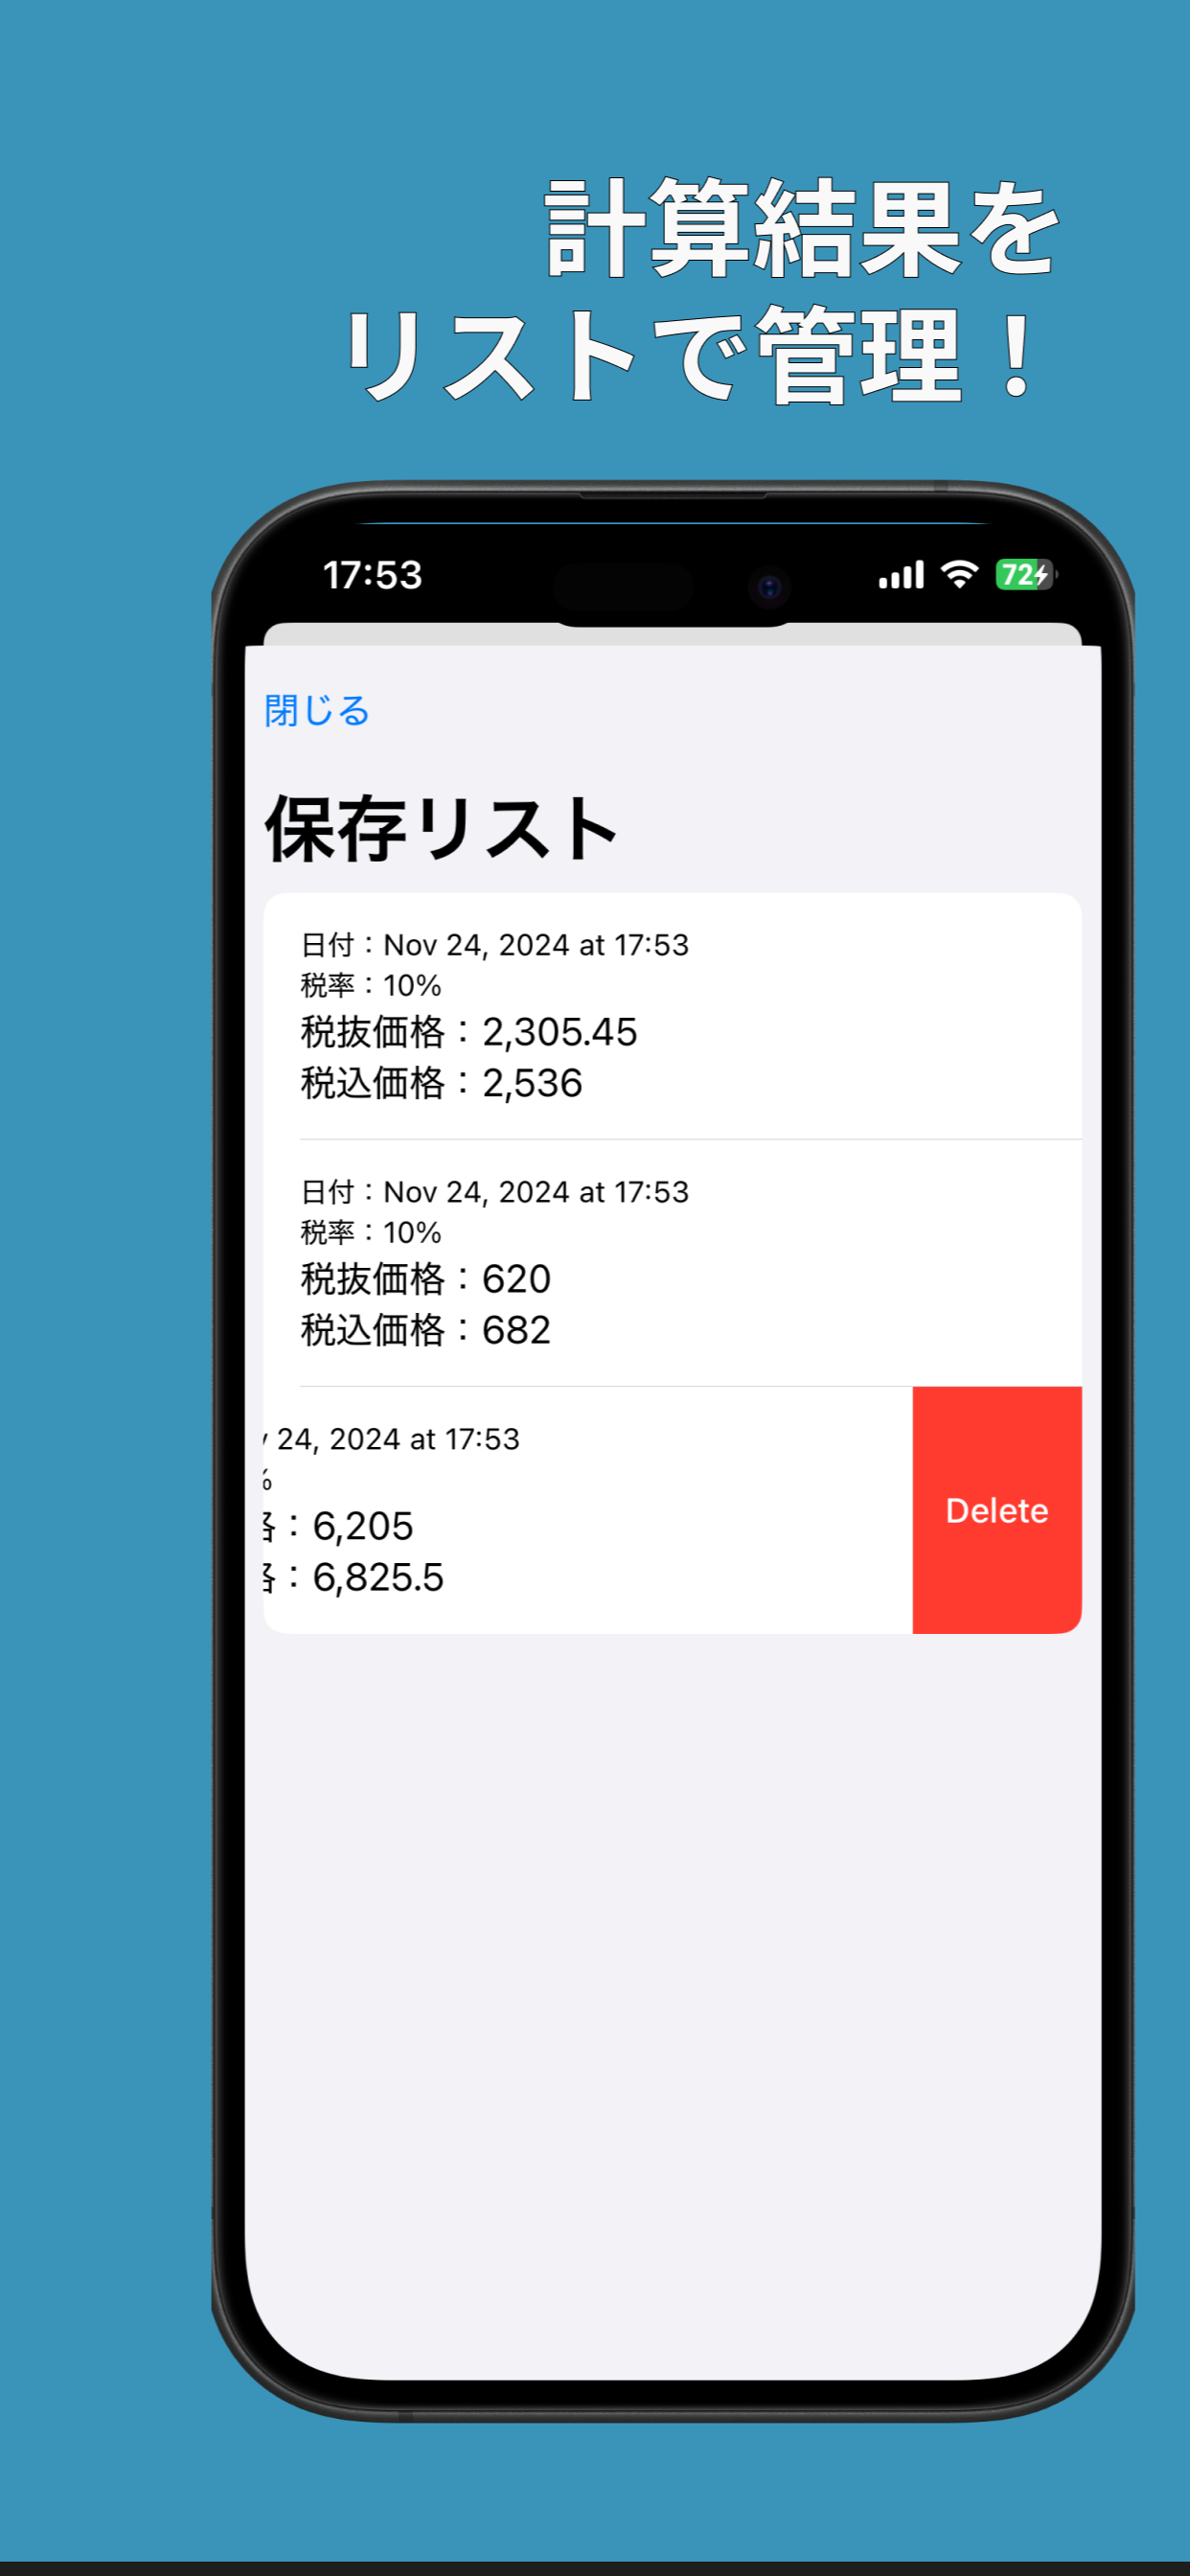 計算結果を
リストで管理！
17:53
72
閉じる
保存リスト
日付：Nov 24, 2024 at 17:53
税率：10%
税抜価格：2,305.45
税込価格：2,536
日付：Nov 24, 2024 at 17:53
税率：10%
税抜価格：620
税込価格：682
24, 2024 at 17:53
%
格：6,205
格：6,825.5
Delete